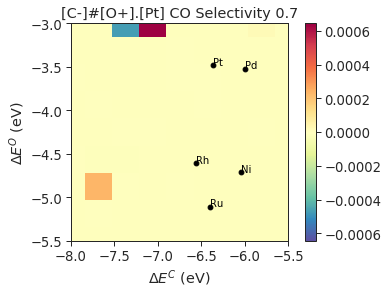 [C-]#[O+].[Pt] CO Selectivity 0.7
−3.0
−3.5
−4.0
−4.5
−5.0
−5.5
ΔE^O (eV)
Pt
Pd
Rh
Ni
Ru
−8.0 −7.5 −7.0 −6.5 −6.0 −5.5
ΔE^C (eV)
0.0006
0.0004
0.0002
0.0000
−0.0002
−0.0004
−0.0006